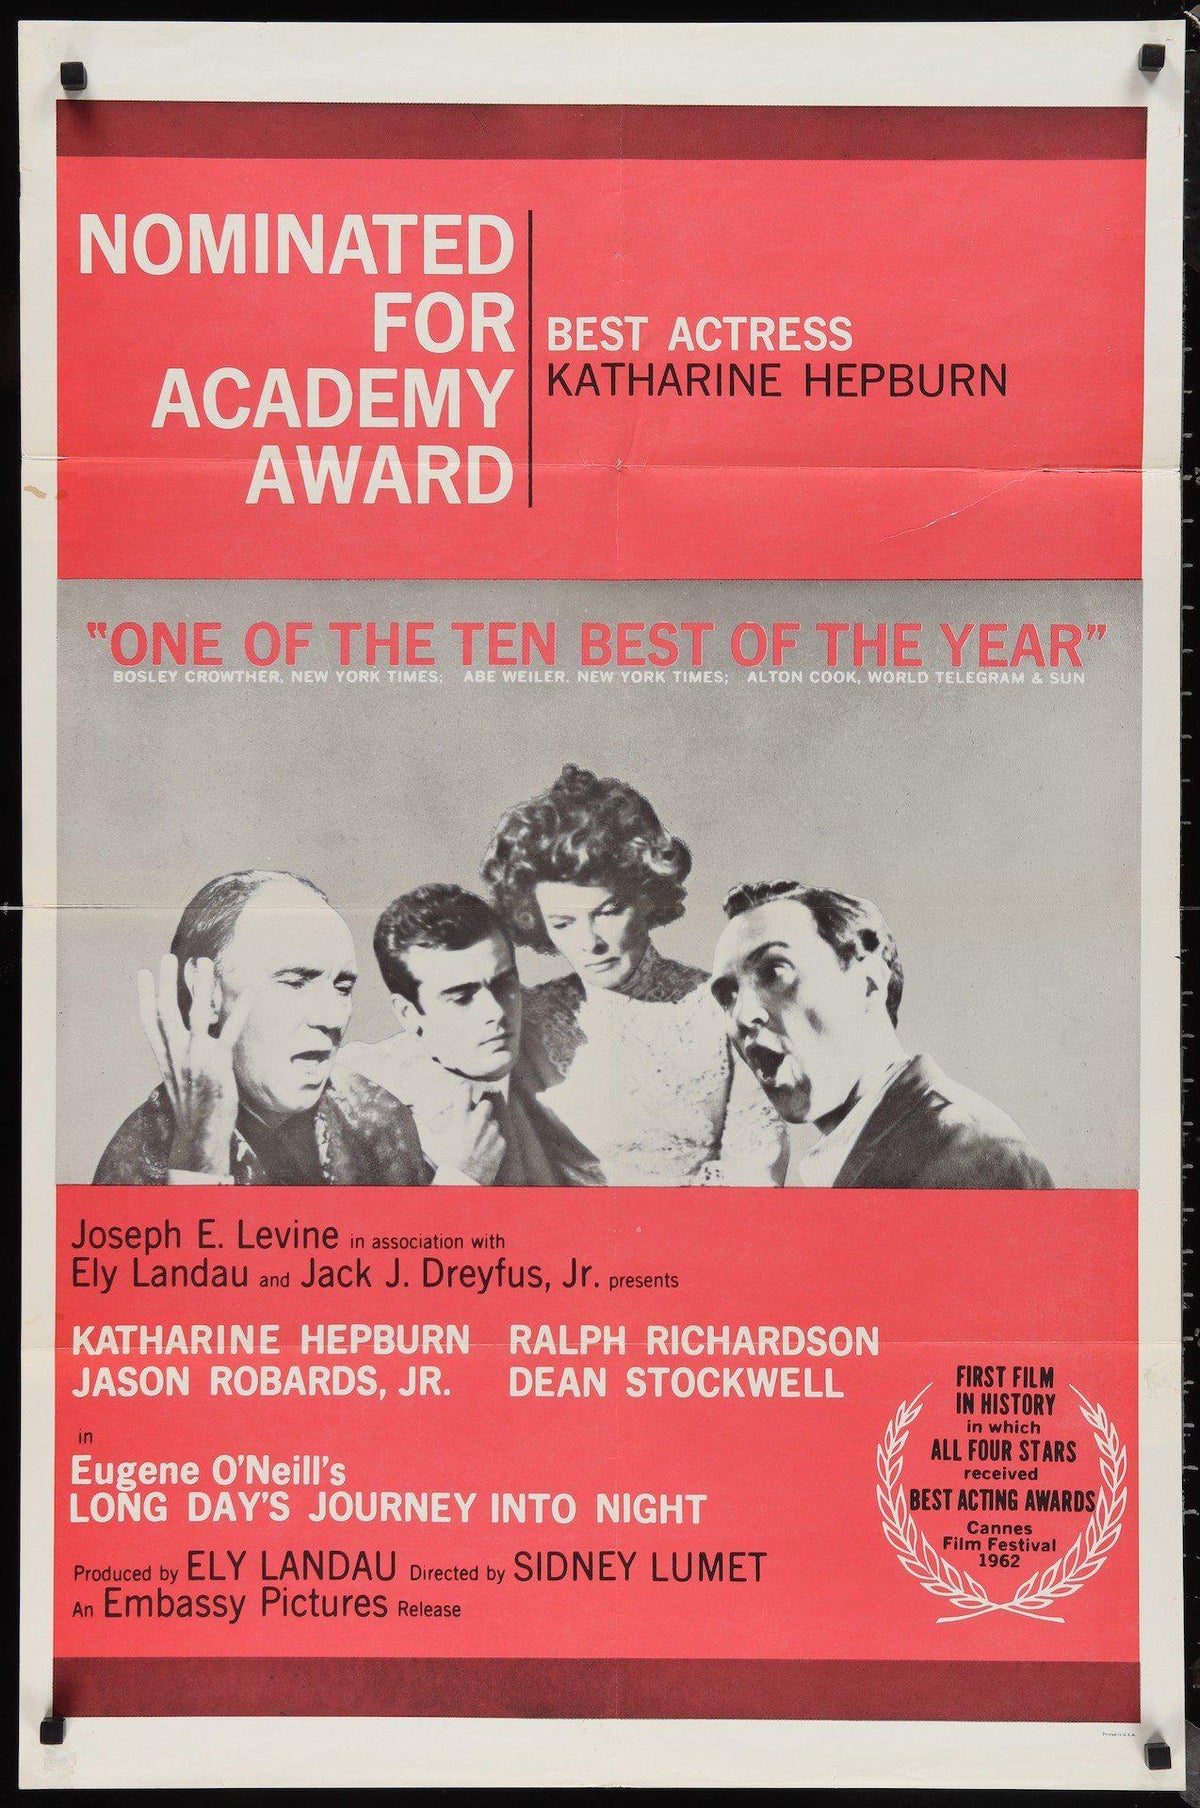 NOMINATED
FOR
ACADEMY
AWARD
BEST ACTRESS
KATHARINE HEPBURN
"ONE OF THE TEN BEST OF THE YEAR"
BOSLEY CROWTHER, NEW YORK TIMES; ABE WEILER. NEW YORK TIMES; ALTON COOK, WORLD TELEGRAM & SUN
Joseph E. Levine in association with
Ely Landau and Jack J. Dreyfus, Jr. presents
KATHARINE HEPBURN RALPH RICHARDSON
JASON ROBARDS, JR. DEAN STOCKWELL
in
Eugene O'Neill's
LONG DAY'S JOURNEY INTO NIGHT
Produced by ELY LANDAU Directed by SIDNEY LUMET
An Embassy Pictures Release
FIRST FILM
IN HISTORY
in which
ALL FOUR STARS
received
BEST ACTING AWARDS
Cannes
Film Festival
1962
Printed in U.S.A.